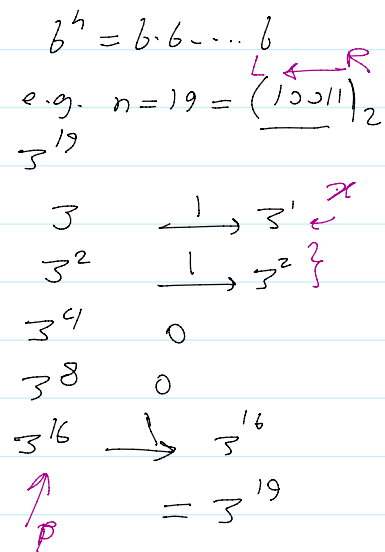 b^n = b·b-....b
L ← R
e.g. n = 19 = (10011)_2
3^19
x
3 1→ 3^1 ←
3^2 1→ 3^2 }
3^4 0
3^8 0
3^16 1→ 3^16
p = 3^19